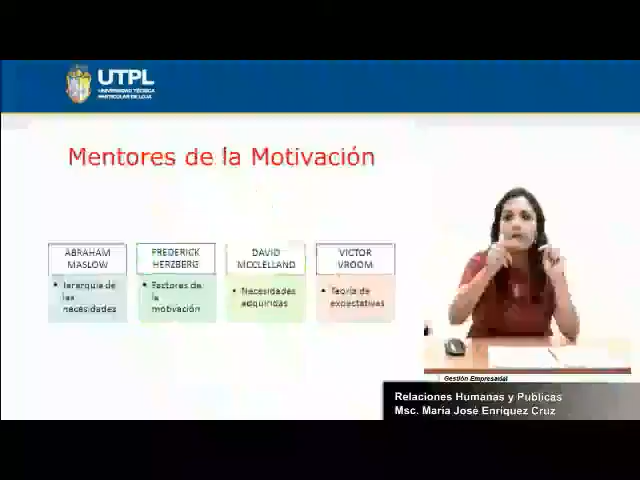 UTPL
UNIVERSIDAD TÉCNICA
PARTICULAR DE LOJA
Mentores de la Motivación
ABRAHAM
MASLOW
• Jerarquía de
las
necesidades
FREDERICK
HERZBERG
• Factores de
la
motivación
DAVID
MCCLELLAND
• Necesidades
adquiridas
VICTOR
VROOM
• Teoría de
expectativas
Gestión Empresarial
Relaciones Humanas y Publicas
Msc. María José Enríquez Cruz